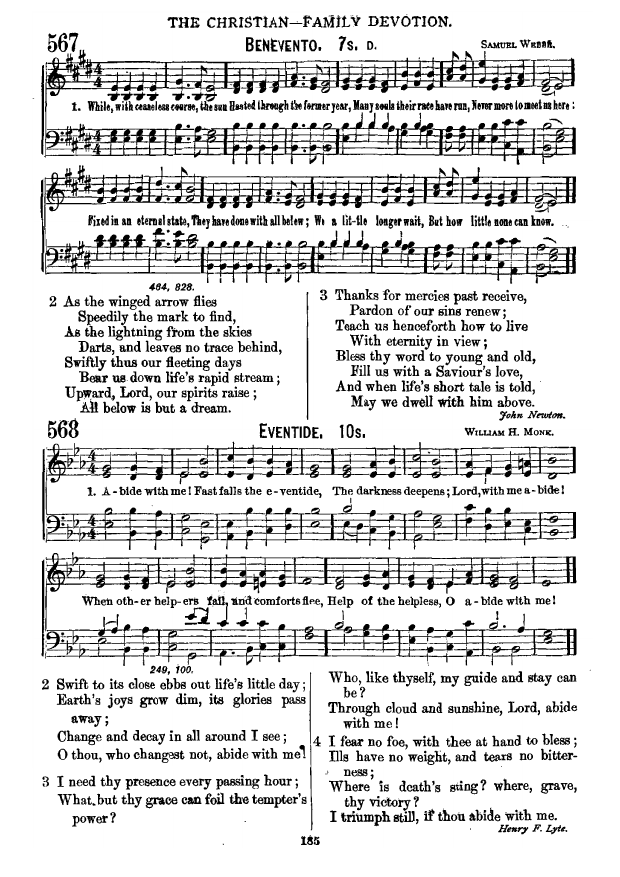 THE CHRISTIAN—FAMILY DEVOTION.
567 BENEVENTO. 7s. D. SAMUEL WEBBE.
1. While, with ceaseless course, the sun Hasted through the former year, Many souls their race have run, Never more to meet us here:
Fixed in an eternal state, They have done with all below; We a lit-tle longer wait, But how little none can know.
464, 828.
2 As the winged arrow flies
Speedily the mark to find,
As the lightning from the skies
Darts, and leaves no trace behind,
Swiftly thus our fleeting days
Bear us down life's rapid stream;
Upward, Lord, our spirits raise;
All below is but a dream.
3 Thanks for mercies past receive,
Pardon of our sins renew;
Teach us henceforth how to live
With eternity in view;
Bless thy word to young and old,
Fill us with a Saviour's love,
And when life's short tale is told,
May we dwell with him above.
John Newton.
568 EVENTIDE. 10s. WILLIAM H. MONK.
1. A-bide with me! Fast falls the e-ventide, The darkness deepens; Lord, with me a-bide!
When oth-er help-ers fail, and comforts flee, Help of the helpless, O a-bide with me!
249, 100.
2 Swift to its close ebbs out life's little day;
Earth's joys grow dim, its glories pass
away;
Change and decay in all around I see;
O thou, who changest not, abide with me!
3 I need thy presence every passing hour;
What but thy grace can foil the tempter's
power?
Who, like thyself, my guide and stay can
be?
Through cloud and sunshine, Lord, abide
with me!
4 I fear no foe, with thee at hand to bless;
Ills have no weight, and tears no bitter-
ness;
Where is death's sting? where, grave,
thy victory?
I triumph still, if thou abide with me.
Henry F. Lyte.
185